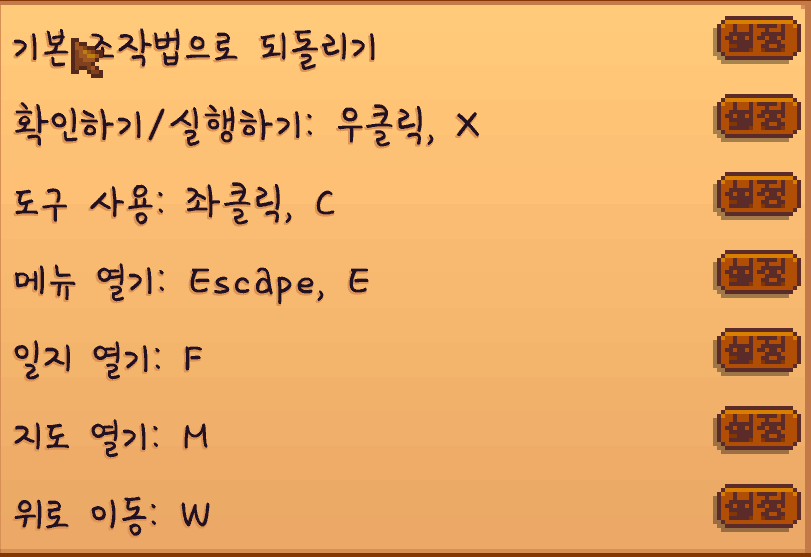 기본 조작법으로 되돌리기 설정
확인하기/실행하기: 우클릭, X 설정
도구 사용: 좌클릭, C 설정
메뉴 열기: Escape, E 설정
일지 열기: F 설정
지도 열기: M 설정
위로 이동: W 설정